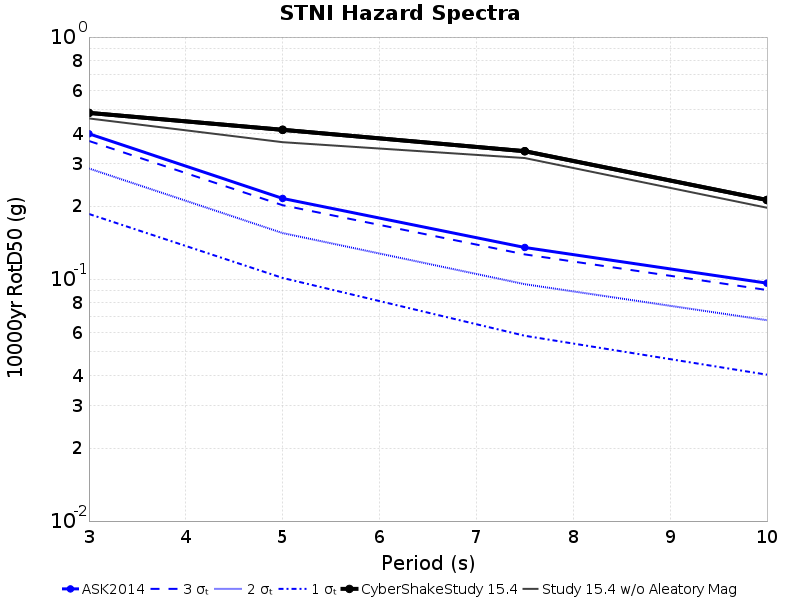 STNI Hazard Spectra
10000yr RotD50 (g)
10^0
8
6
4
3
2
10^-1
8
6
4
3
2
10^-2
3 4 5 6 7 8 9 10
Period (s)
ASK2014 3 σₜ 2 σₜ 1 σₜ CyberShakeStudy 15.4 Study 15.4 w/o Aleatory Mag